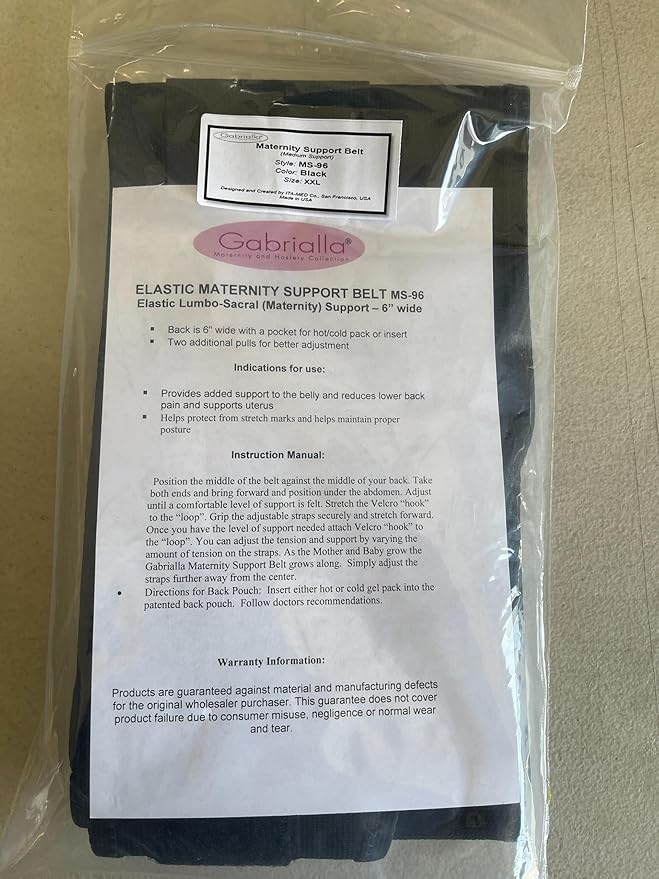 Gabrialla®
Maternity Support Belt
(Medium Support)
Style: MS-96
Color: Black
Size: XXL
Designed and Created by ITA-MED Co., San Francisco, USA
Made in USA
Gabrialla®
Maternity and Hosiery Collection
ELASTIC MATERNITY SUPPORT BELT MS-96
Elastic Lumbo-Sacral (Maternity) Support – 6" wide
▪ Back is 6" wide with a pocket for hot/cold pack or insert
▪ Two additional pulls for better adjustment
Indications for use:
▪ Provides added support to the belly and reduces lower back
pain and supports uterus
▪ Helps protect from stretch marks and helps maintain proper
posture
Instruction Manual:
Position the middle of the belt against the middle of your back. Take
both ends and bring forward and position under the abdomen. Adjust
until a comfortable level of support is felt. Stretch the Velcro “hook”
to the “loop”. Grip the adjustable straps securely and stretch forward.
Once you have the level of support needed attach Velcro “hook” to
the “loop”. You can adjust the tension and support by varying the
amount of tension on the straps. As the Mother and Baby grow the
Gabrialla Maternity Support Belt grows along. Simply adjust the
straps further away from the center.
• Directions for Back Pouch: Insert either hot or cold gel pack into the
patented back pouch. Follow doctors recommendations.
Warranty Information:
Products are guaranteed against material and manufacturing defects
for the original wholesaler purchaser. This guarantee does not cover
product failure due to consumer misuse, negligence or normal wear
and tear.